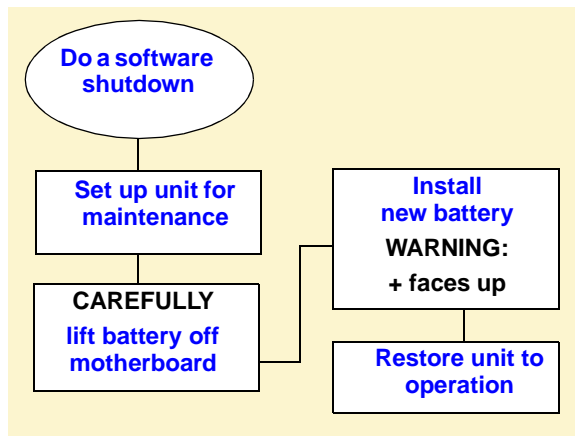 Do a software
shutdown
Set up unit for
maintenance
CAREFULLY
lift battery off
motherboard
Install
new battery
WARNING:
+ faces up
Restore unit to
operation